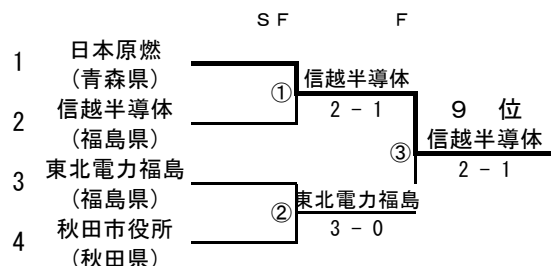 ＳＦ Ｆ
1 日本原燃
(青森県)
① 信越半導体
2 - 1
2 信越半導体
(福島県)
９ 位
信越半導体
③ 2 - 1
3 東北電力福島
(福島県)
② 東北電力福島
3 - 0
4 秋田市役所
(秋田県)